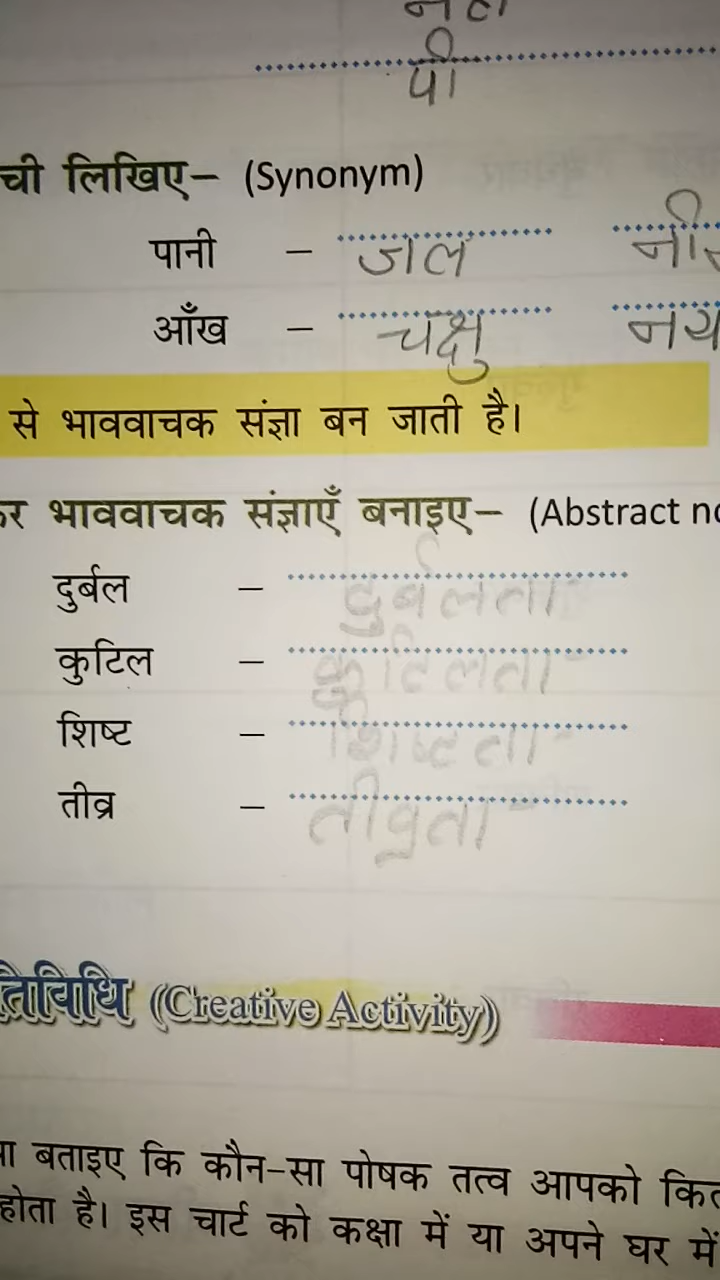 पी
ची लिखिए– (Synonym)
पानी – जल
आँख – चक्षु
से भाववाचक संज्ञा बन जाती है।
कर भाववाचक संज्ञाएँ बनाइए– (Abstract
दुर्बल – दुर्बलता
कुटिल – कुटिलता
शिष्ट – शिष्टता
तीव्र – तीव्रता
तिविधि (Creative Activity)
बताइए कि कौन-सा पोषक तत्व आपको
होता है। इस चार्ट को कक्षा में या अपने घर में